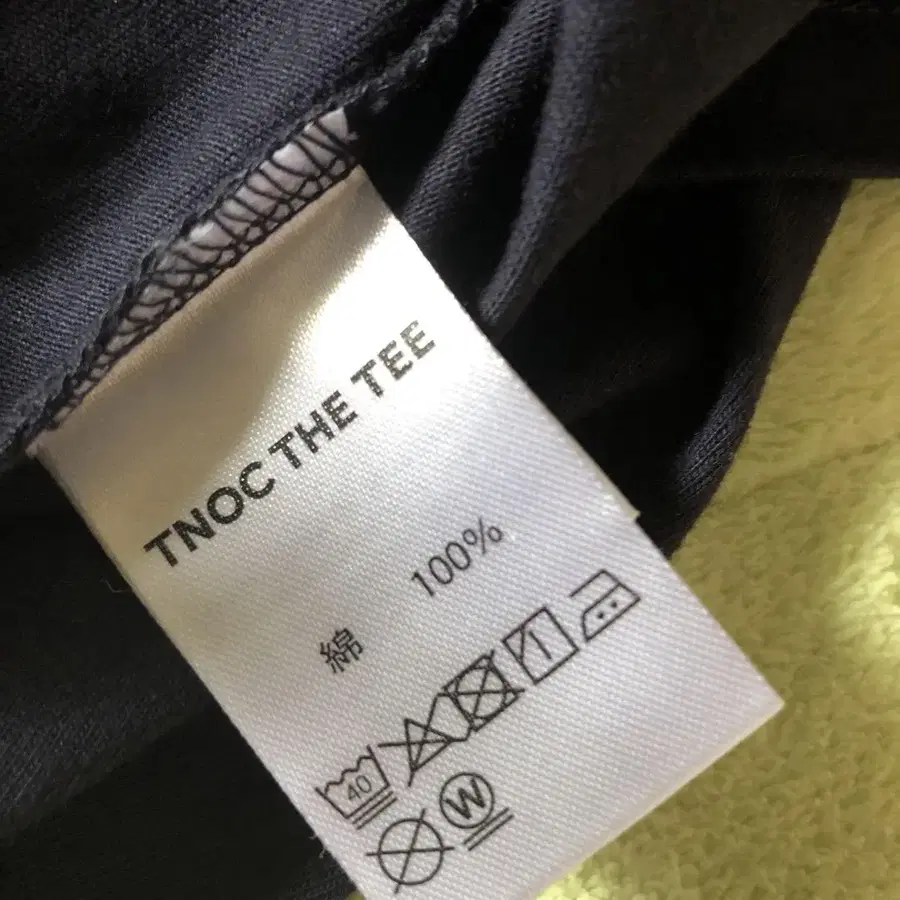 TNOC THE TEE
綿 100%
40
W